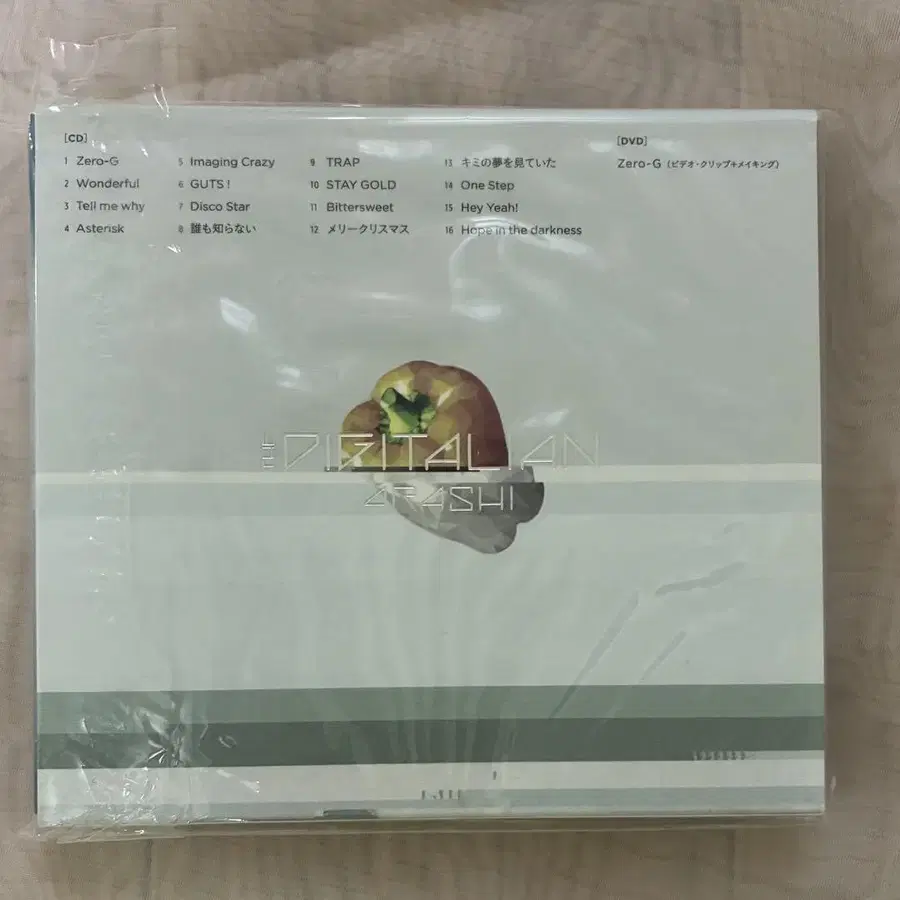 [CD]
1 Zero-G
2 Wonderful
3 Tell me why
4 Asterisk
5 Imaging Crazy
6 GUTS !
7 Disco Star
8 誰も知らない
9 TRAP
10 STAY GOLD
11 Bittersweet
12 メリークリスマス
13 キミの夢を見ていた
14 One Step
15 Hey Yeah!
16 Hope in the darkness
[DVD]
Zero-G (ビデオ・クリップ+メイキング)
THE DIGITALIAN
ARASHI